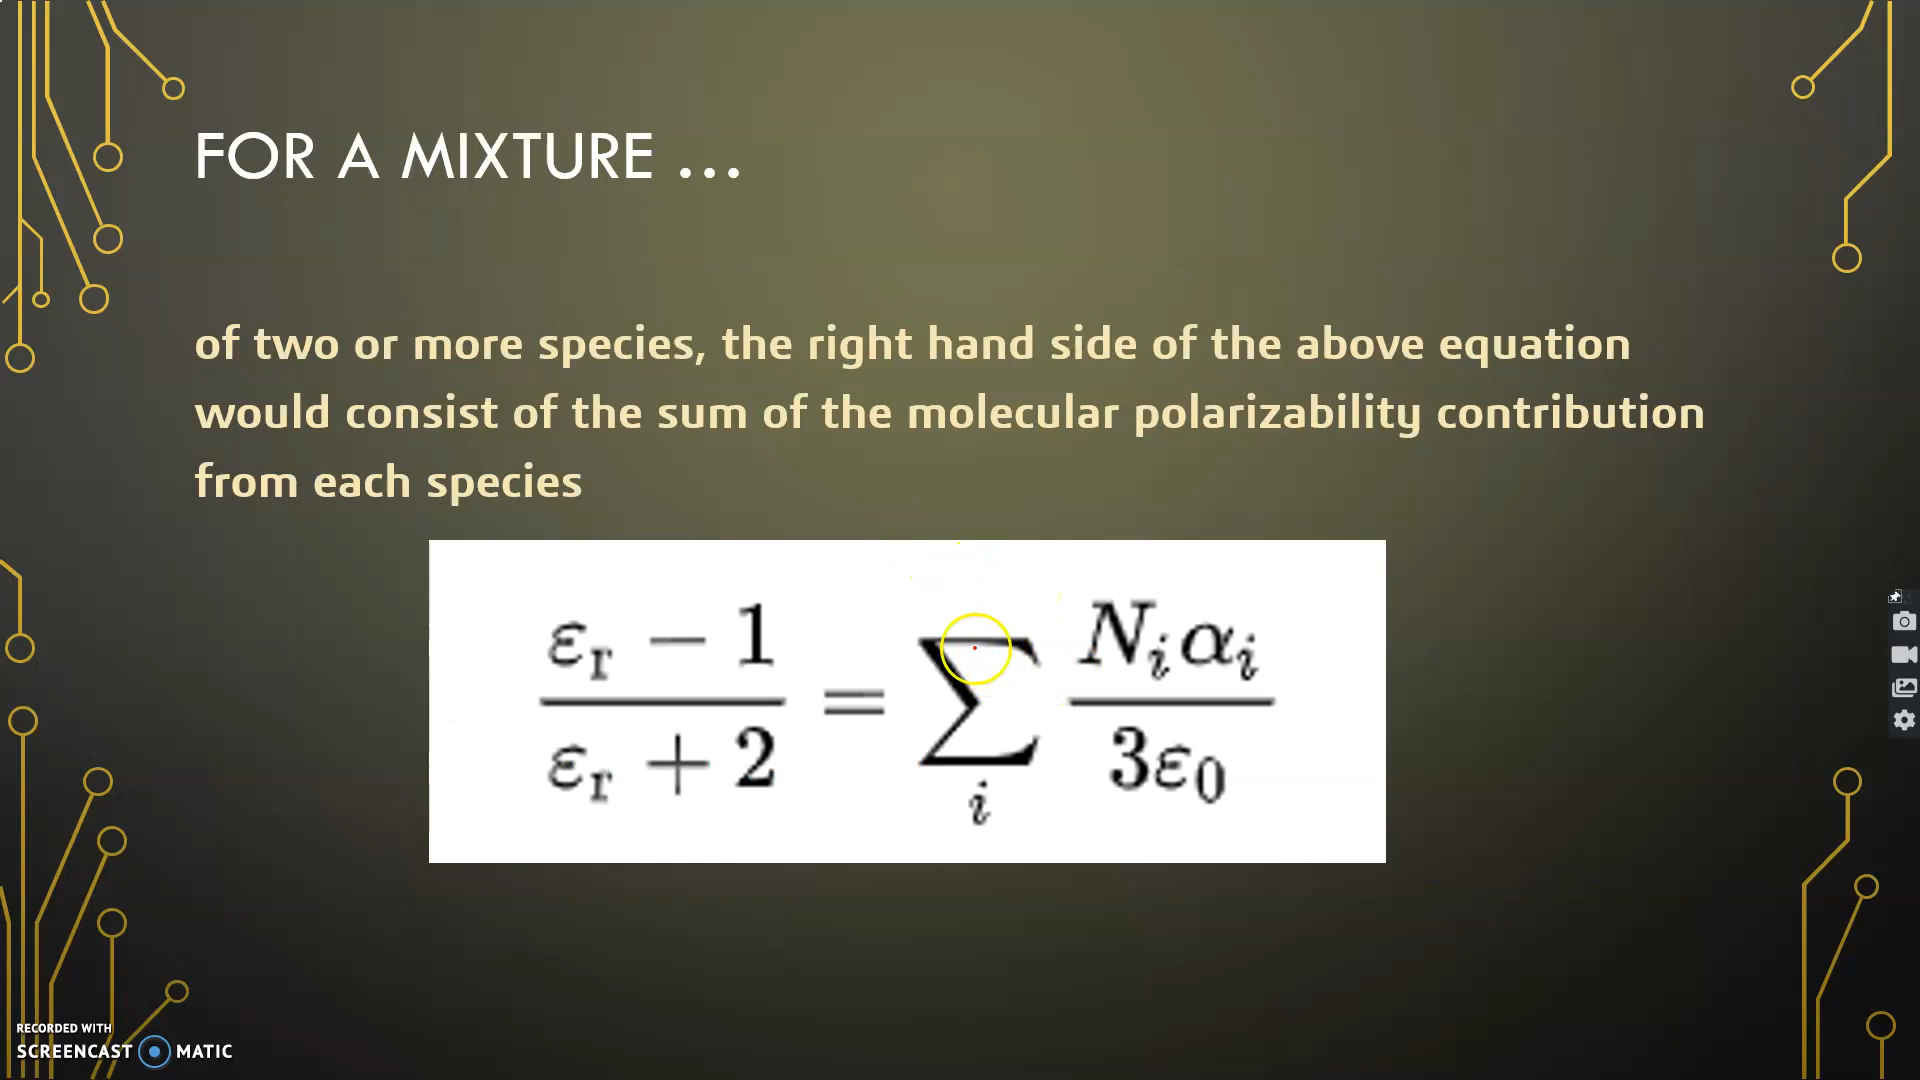 FOR A MIXTURE ...
of two or more species, the right hand side of the above equation
would consist of the sum of the molecular polarizability contribution
from each species
(εr − 1)/(εr + 2) = ∑i (Niαi)/(3ε0)
RECORDED WITH
SCREENCAST MATIC